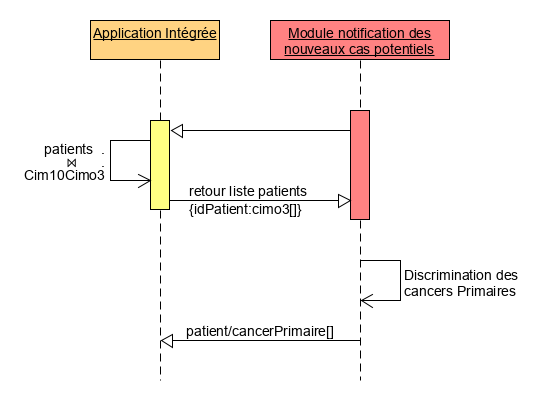 Application Intégrée
Module notification des
nouveaux cas potentiels
patients .
⋈ .
Cim10Cimo3
retour liste patients
{idPatient:cimo3[]}
Discrimination des
cancers Primaires
patient/cancerPrimaire[]